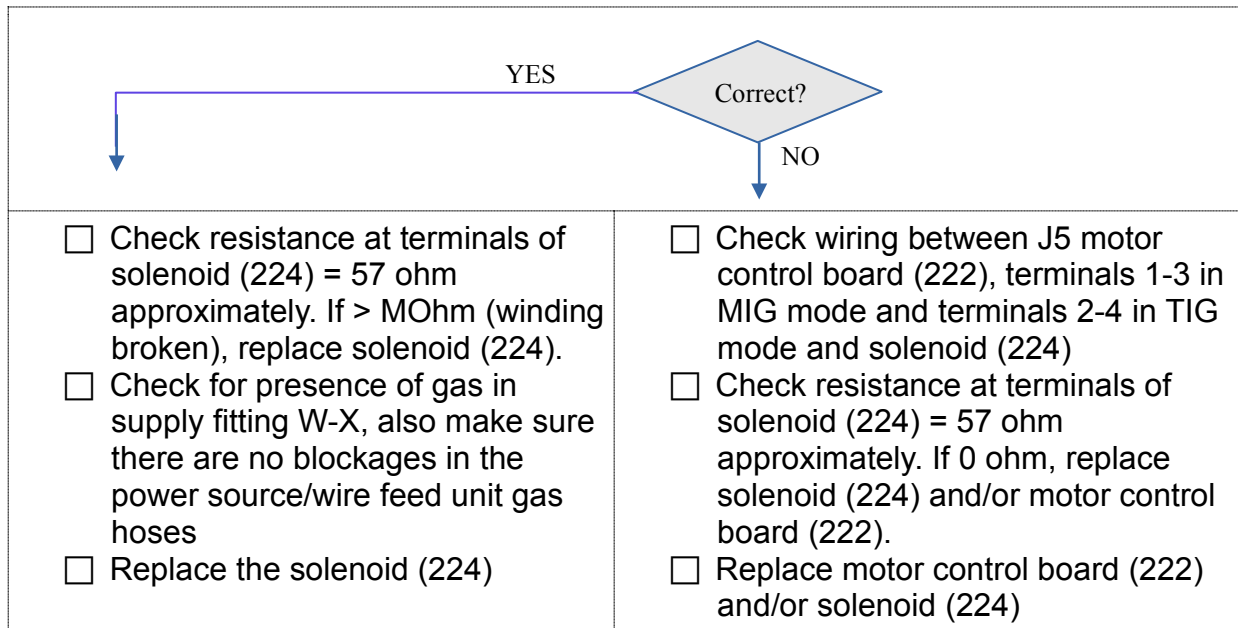 YES
Correct?
NO
☐ Check resistance at terminals of
solenoid (224) = 57 ohm
approximately. If > MOhm (winding
broken), replace solenoid (224).
☐ Check for presence of gas in
supply fitting W-X, also make sure
there are no blockages in the
power source/wire feed unit gas
hoses
☐ Replace the solenoid (224)
☐ Check wiring between J5 motor
control board (222), terminals 1-3 in
MIG mode and terminals 2-4 in TIG
mode and solenoid (224)
☐ Check resistance at terminals of
solenoid (224) = 57 ohm
approximately. If 0 ohm, replace
solenoid (224) and/or motor control
board (222).
☐ Replace motor control board (222)
and/or solenoid (224)